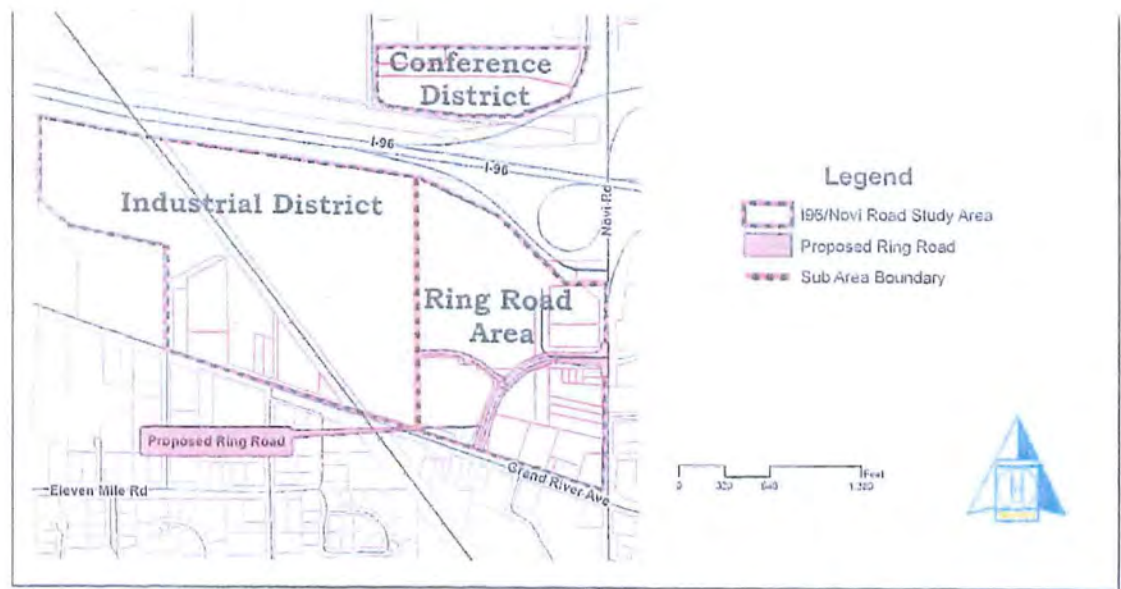 Conference
District
I-96
I-96
Industrial District
Novi Rd
Ring Road
Area
Proposed Ring Road
Grand River Ave
Eleven Mile Rd
Legend
I96/Novi Road Study Area
Proposed Ring Road
Sub Area Boundary
Feet
0 320 640 1,280